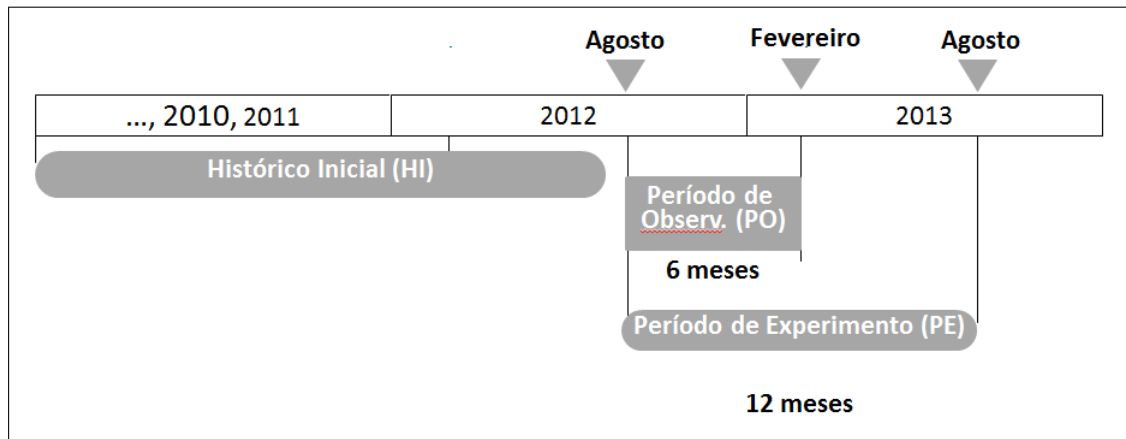 Agosto Fevereiro Agosto
..., 2010, 2011 2012 2013
Histórico Inicial (HI)
Período de
Observ. (PO)
6 meses
Período de Experimento (PE)
12 meses